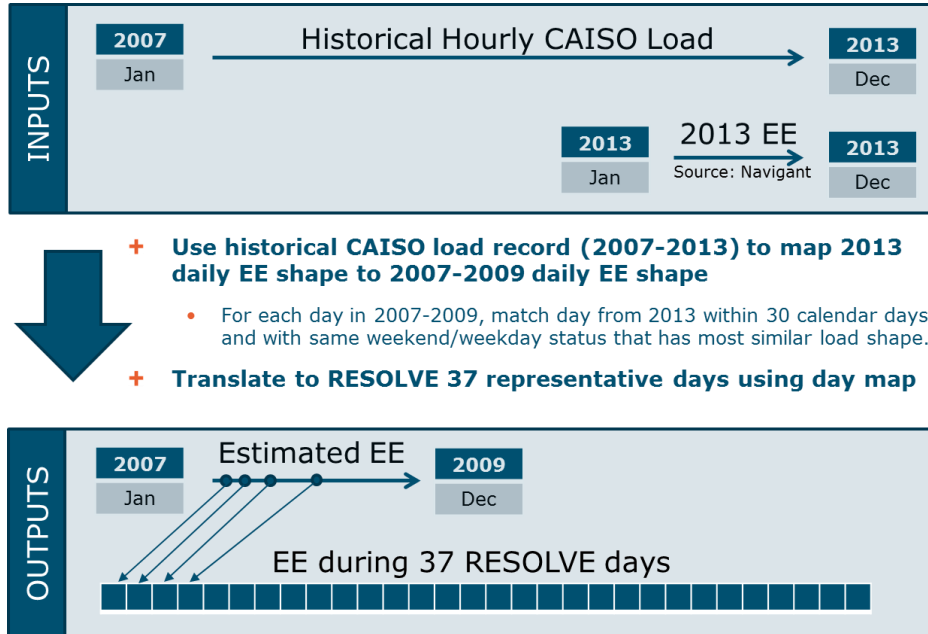 INPUTS
2007
Jan
Historical Hourly CAISO Load
2013
Dec
2013
Jan
2013 EE
Source: Navigant
2013
Dec
+ Use historical CAISO load record (2007-2013) to map 2013
daily EE shape to 2007-2009 daily EE shape
• For each day in 2007-2009, match day from 2013 within 30 calendar days
and with same weekend/weekday status that has most similar load shape.
+ Translate to RESOLVE 37 representative days using day map
OUTPUTS
2007
Jan
Estimated EE
2009
Dec
EE during 37 RESOLVE days